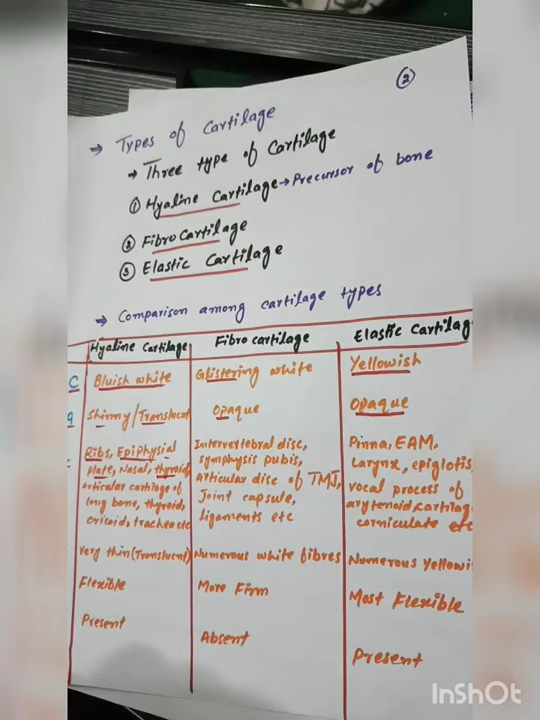 ②
→ Types of Cartilage
→ Three type of Cartilage
① Hyaline Cartilage → Precursor of bone
② Fibro Cartilage
③ Elastic Cartilage
→ Comparison among cartilage types
Hyaline Cartilage
Fibro cartilage
Elastic Cartilag
C
Bluish white
Glistering white
Yellowish
Shinny/Translucent
Opaque
Opaque
Ribs, Epiphysial
plate, Nasal, thyroid,
articular cartilage of
long bone, thyroid,
cricoid, trachea etc
Intervertebral disc,
symphysis pubis,
articular disc of TMJ,
Joint capsule,
ligaments etc
Pinna, EAM,
Larynx, epiglotis,
vocal process of
arytenoid, cartilag
corniculate etc
Very thin (Translucent)
Numerous white fibres
Numerous yellowi
Flexible
More Firm
Most Flexible
Present
Absent
Present
InShOt